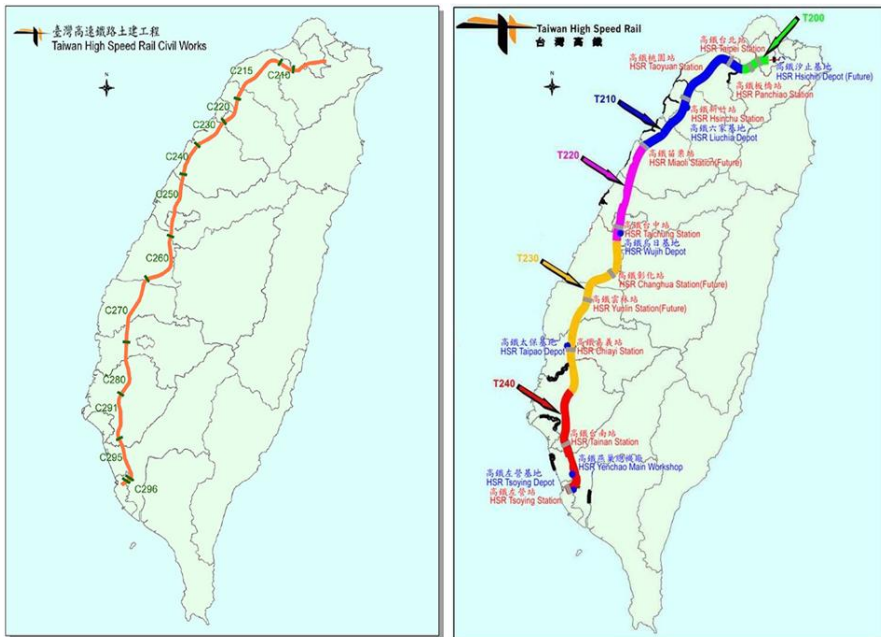 臺灣高速鐵路土建工程
Taiwan High Speed Rail Civil Works
N
C215
C210
C220
C230
C240
C250
C260
C270
C280
C291
C295
C296
Taiwan High Speed Rail
台灣高鐵
N
T200
高鐵台北站
HSR Taipei Station
高鐵桃園站
HSR Taoyuan Station
高鐵汐止基地
HSR Hsichih Depot (Future)
高鐵板橋站
HSR Panchiao Station
T210
高鐵新竹站
HSR Hsinchu Station
高鐵六家基地
HSR Liuchia Depot
T220
高鐵苗栗站
HSR Miaoli Station(Future)
高鐵台中站
HSR Taichung Station
高鐵烏日基地
HSR Wujih Depot
T230
高鐵彰化站
HSR Changhua Station(Future)
高鐵雲林站
HSR Yunlin Station(Future)
高鐵太保基地
HSR Taipao Depot
高鐵嘉義站
HSR Chiayi Station
T240
高鐵台南站
HSR Tainan Station
高鐵燕巢總機廠
HSR Yenchao Main Workshop
高鐵左營基地
HSR Tsoying Depot
高鐵左營站
HSR Tsoying Station